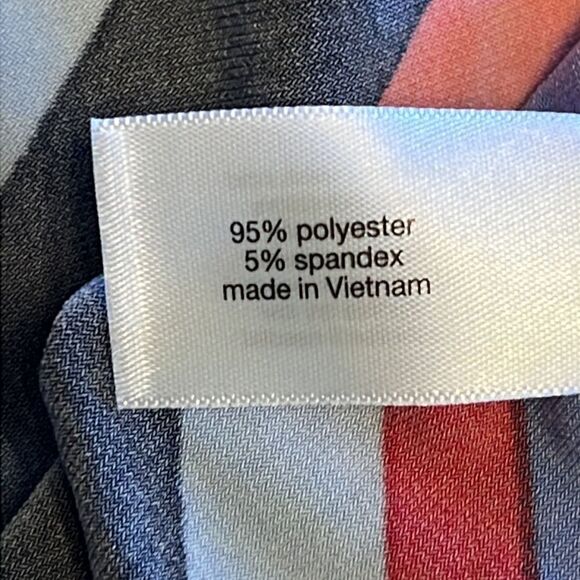 95% polyester
5% spandex
made in Vietnam